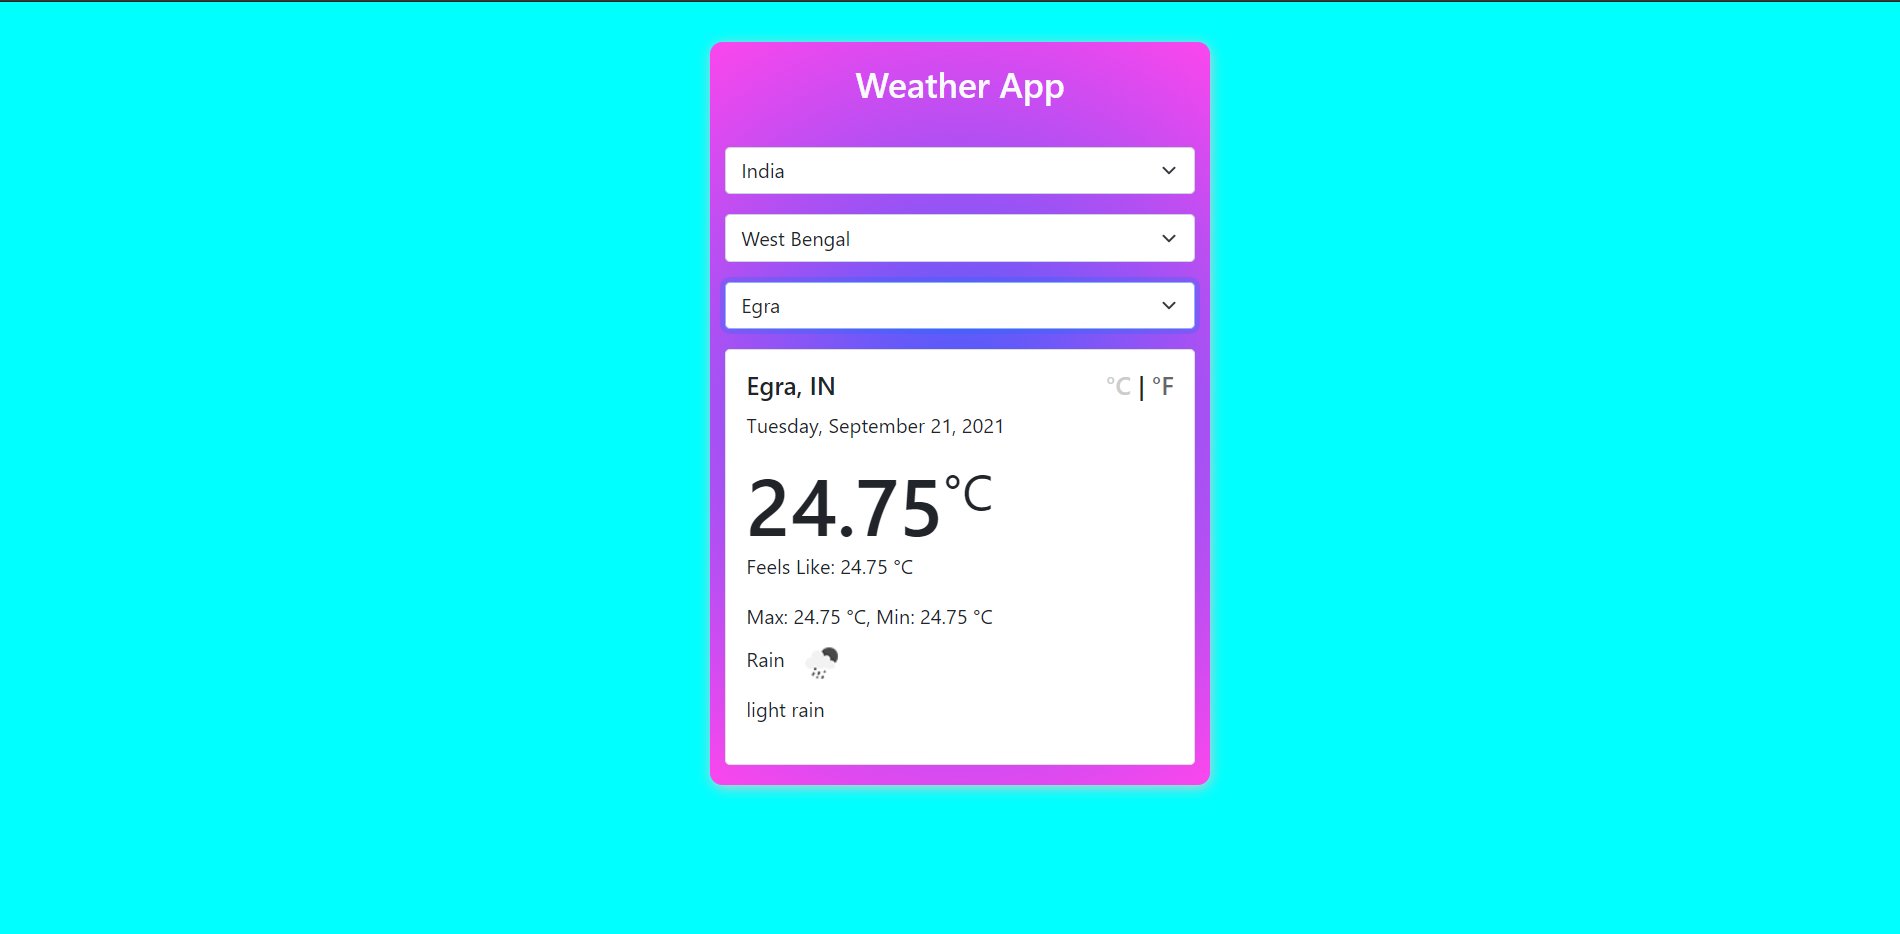 Weather App
India
West Bengal
Egra
Egra, IN °C | °F
Tuesday, September 21, 2021
24.75°C
Feels Like: 24.75 °C
Max: 24.75 °C, Min: 24.75 °C
Rain
light rain